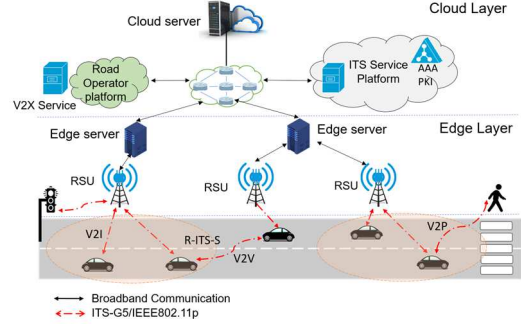 Cloud Layer
Cloud server
Road
Operator
platform
V2X Service
ITS Service
Platform
AAA
PKI
Edge server
Edge server
Edge Layer
RSU
RSU
RSU
V2I
R-ITS-S
V2V
V2P
Broadband Communication
ITS-G5/IEEE802.11p